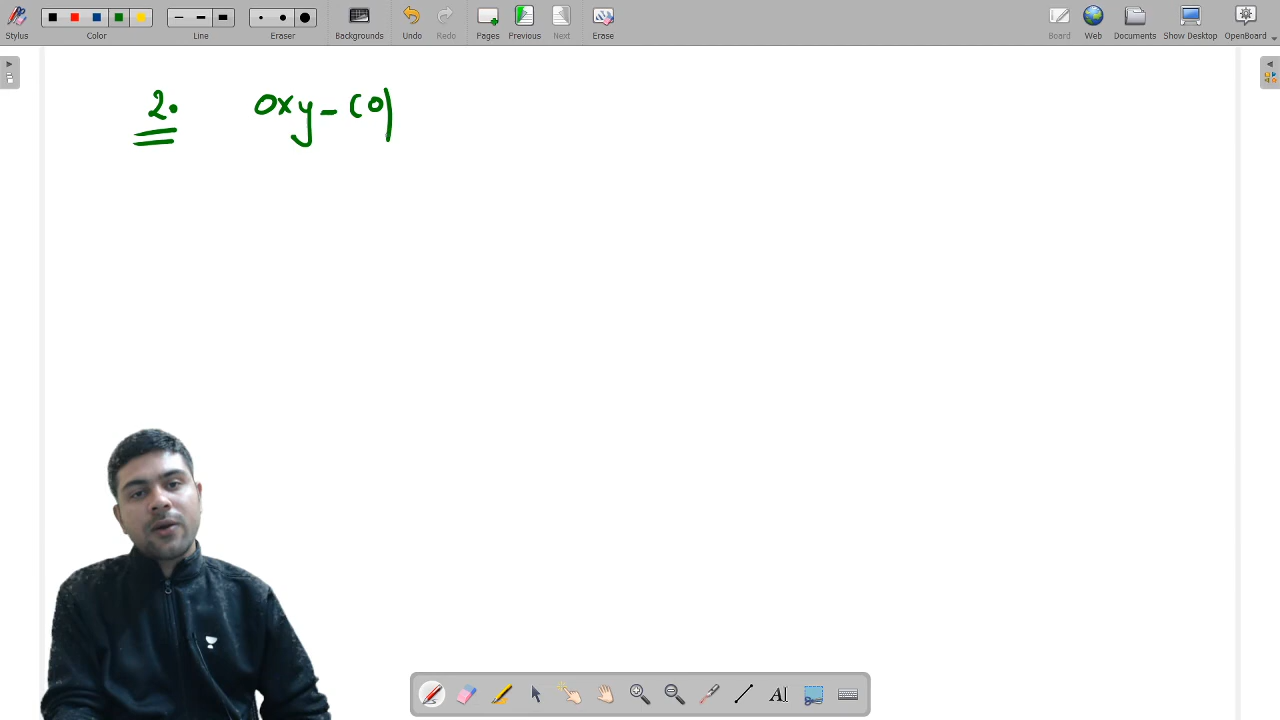 Stylus Color Line Eraser Backgrounds Undo Redo Pages Previous Next Erase Board Web Documents Show Desktop OpenBoard
2. Oxy-Col